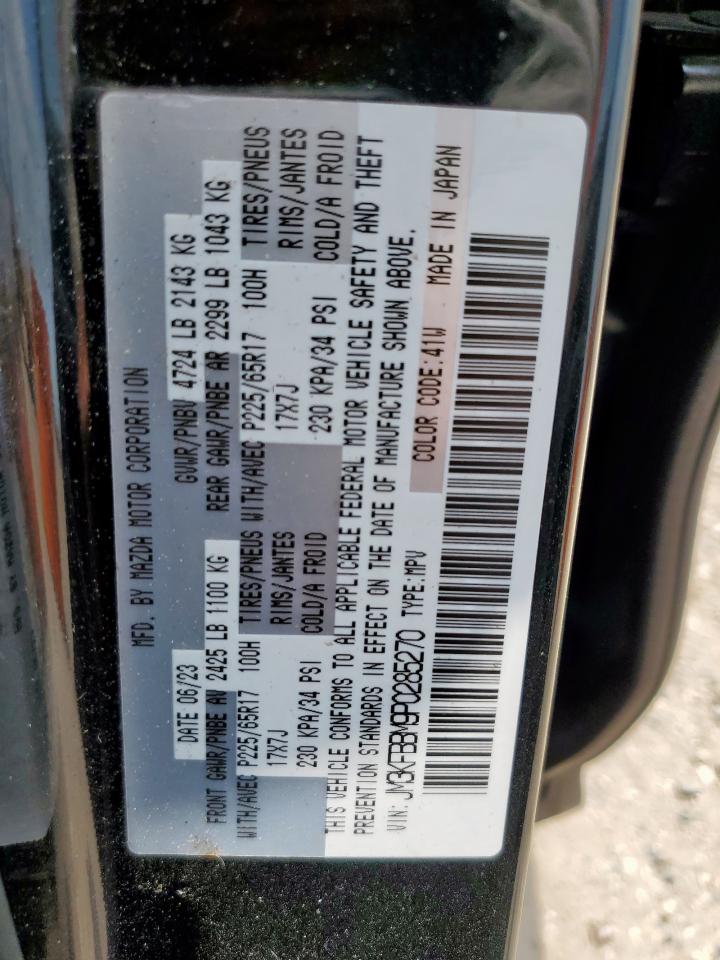 MFD. BY MAZDA MOTOR CORPORATION
DATE 06/23 GVWR/PNBV 4724 LB 2143 KG
FRONT GAWR/PNBE AV 2425 LB 1100 KG REAR GAWR/PNBE AR 2299 LB 1043 KG
WITH/AVEC P225/65R17 100H TIRES/PNEUS WITH/AVEC P225/65R17 100H TIRES/PNEUS
17X7J RIMS/JANTES 17X7J RIMS/JANTES
230 KPA/34 PSI COLD/A FROID 230 KPA/34 PSI COLD/A FROID
THIS VEHICLE CONFORMS TO ALL APPLICABLE FEDERAL MOTOR VEHICLE SAFETY AND THEFT
PREVENTION STANDARDS IN EFFECT ON THE DATE OF MANUFACTURE SHOWN ABOVE.
VIN: JM3KFBBM9P0285270 TYPE:MPV COLOR CODE:41W MADE IN JAPAN